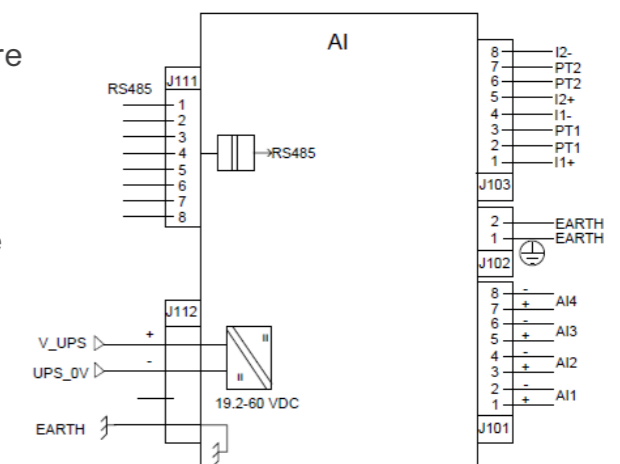 re
e
AI
RS485
J111
1
2
3
4
5
6
7
8
RS485
8 I2-
7 PT2
6 PT2
5 I2+
4 I1-
3 PT1
2 PT1
1 I1+
J103
2 EARTH
1 EARTH
J102
8 -
7 + AI4
6 -
5 + AI3
4 -
3 + AI2
2 -
1 + AI1
J101
J112
V_UPS +
UPS_0V -
19.2-60 VDC
EARTH